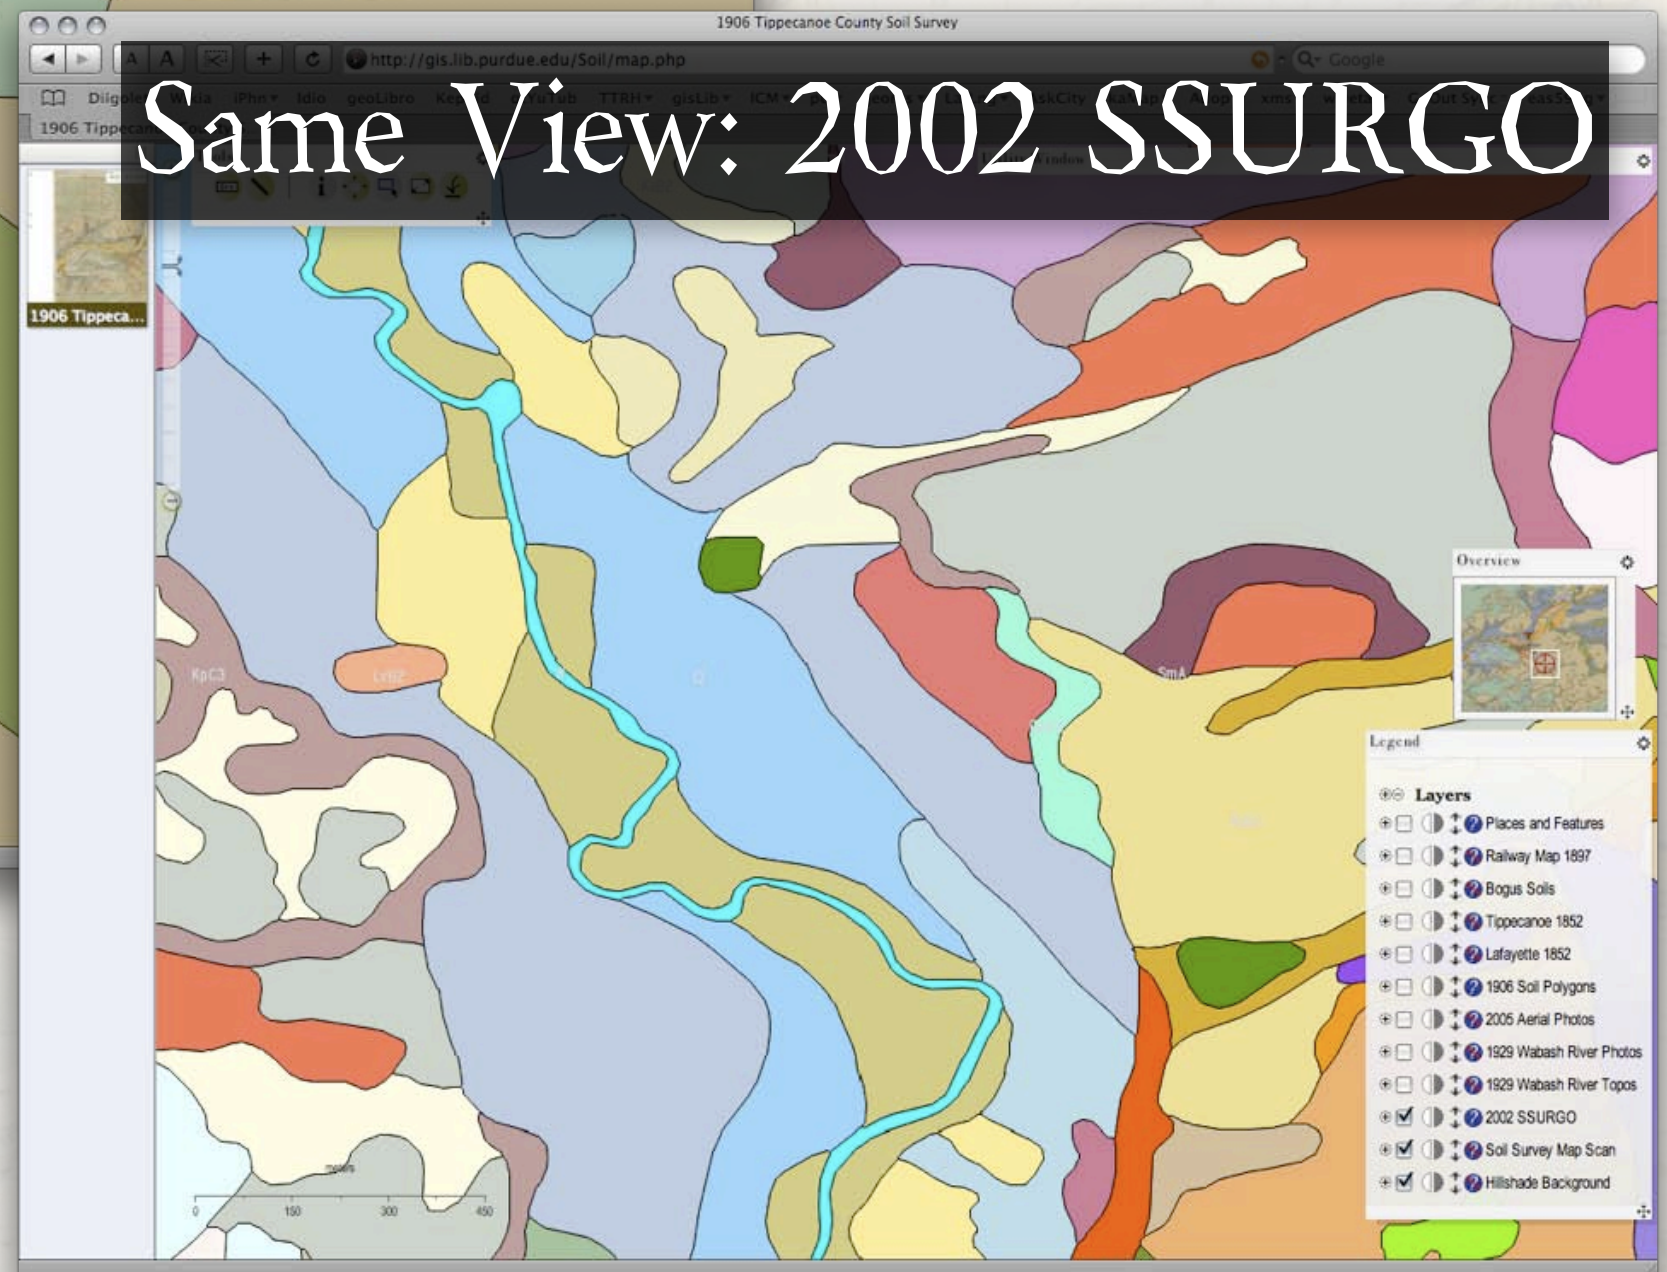 1906 Tippecanoe County Soil Survey
A A + http://gis.lib.purdue.edu/Soil/map.php Google
Same View: 2002 SSURGO
1906 Tippeca...
KpC3
SmA
Overview
Legend
Layers
Places and Features
Railway Map 1897
Bogus Soils
Tippecanoe 1852
Lafayette 1852
1906 Soil Polygons
2005 Aerial Photos
1929 Wabash River Photos
1929 Wabash River Topos
2002 SSURGO
Soil Survey Map Scan
Hillshade Background
meters
0 150 300 450